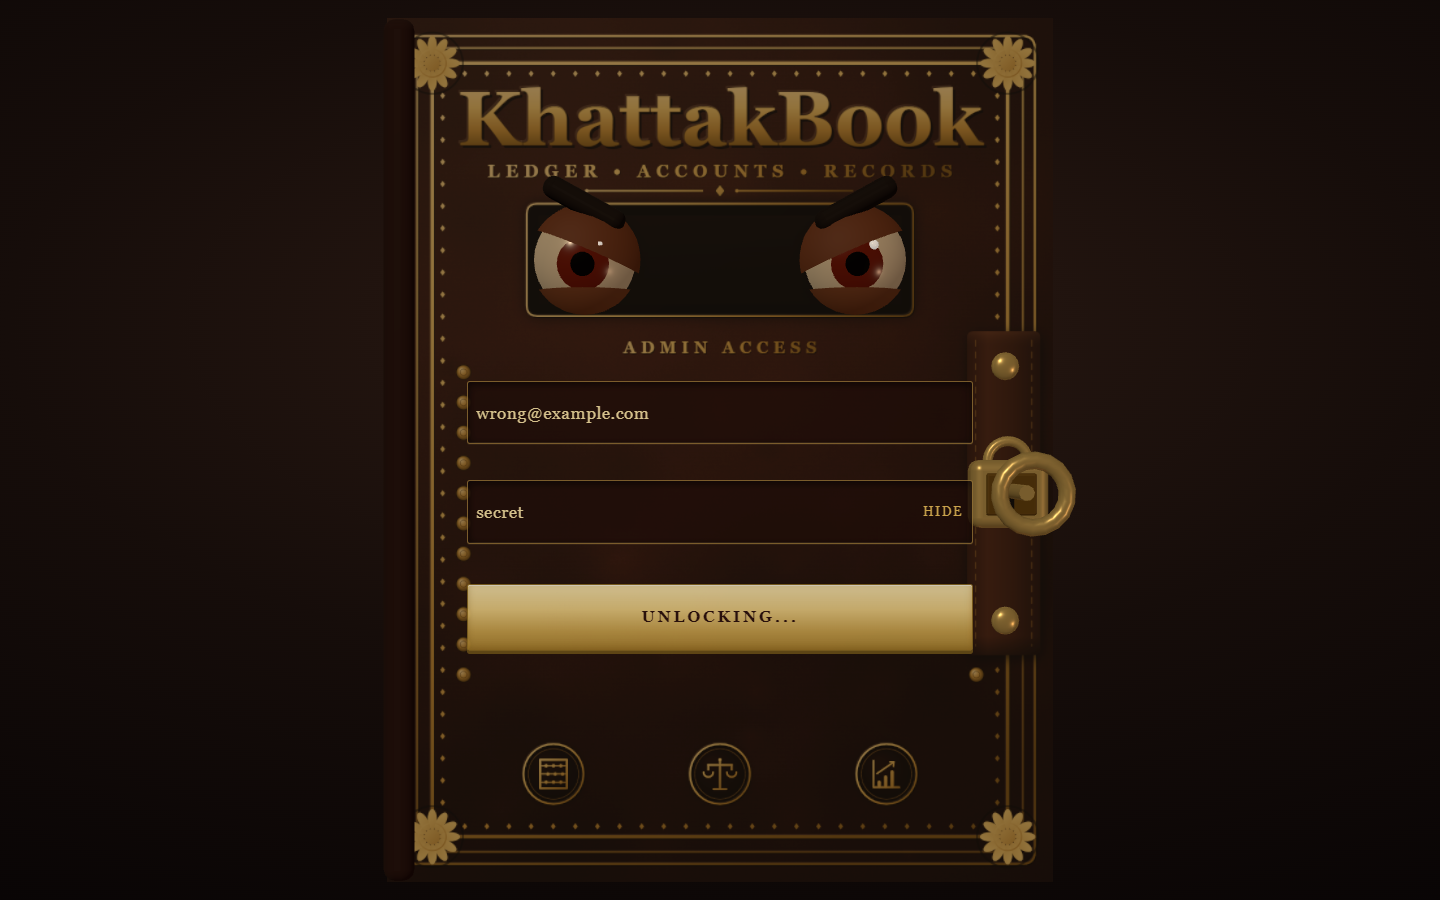 KhattakBook
LEDGER • ACCOUNTS • RECORDS
ADMIN ACCESS
wrong@example.com
secret
HIDE
UNLOCKING...